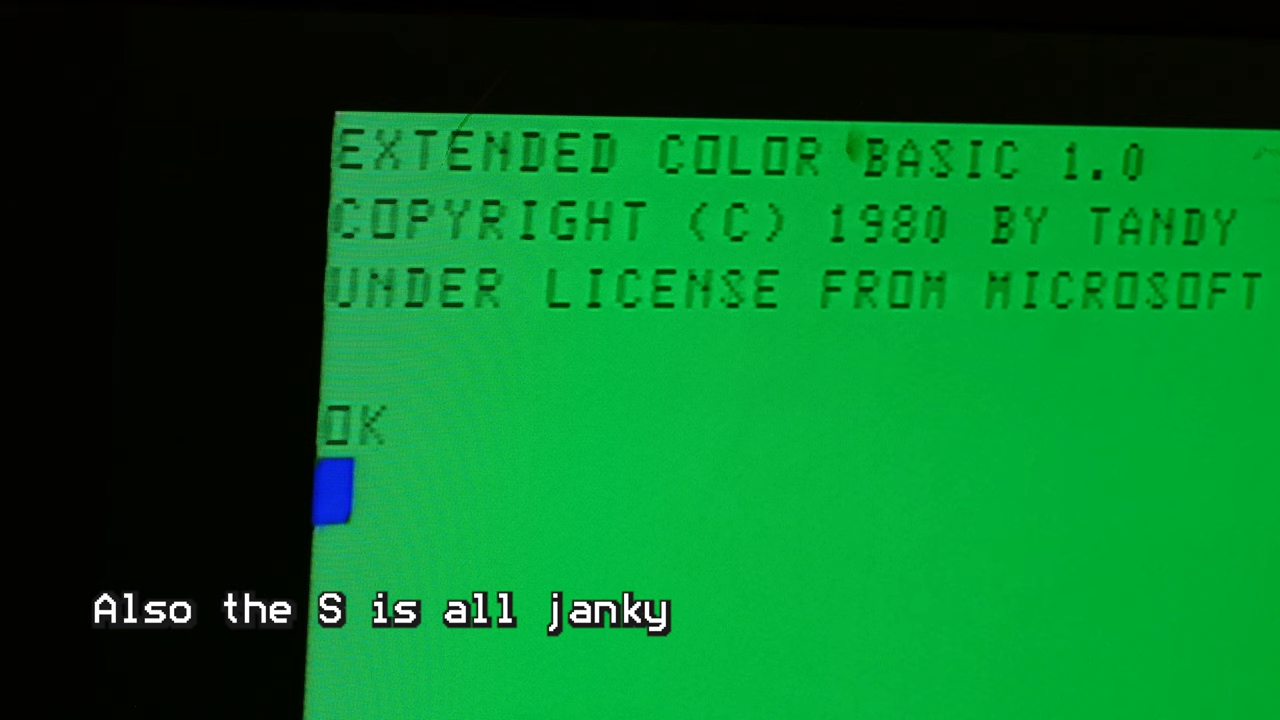 EXTENDED COLOR BASIC 1.0
COPYRIGHT (C) 1980 BY TANDY
UNDER LICENSE FROM MICROSOFT
OK
Also the S is all janky